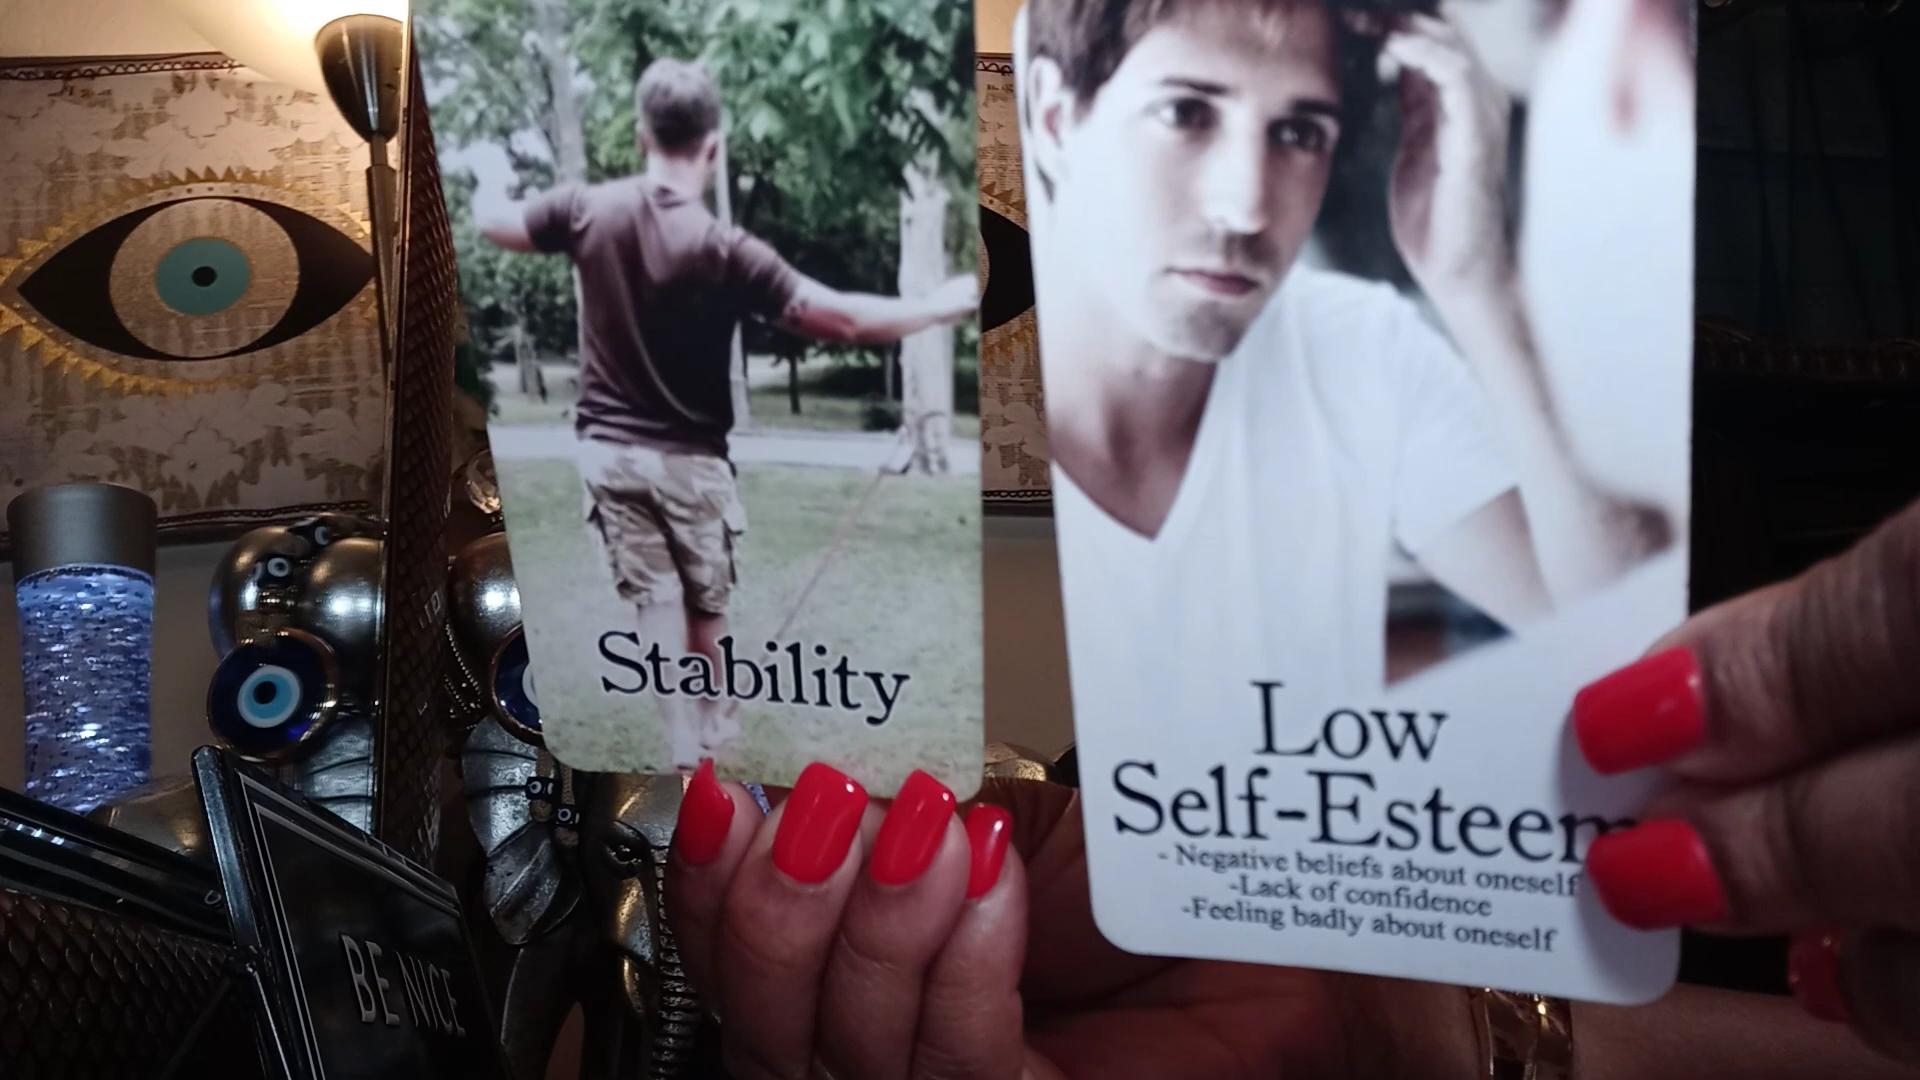 Stability
Low
Self-Esteem
- Negative beliefs about oneself
-Lack of confidence
-Feeling badly about oneself
BE NICE